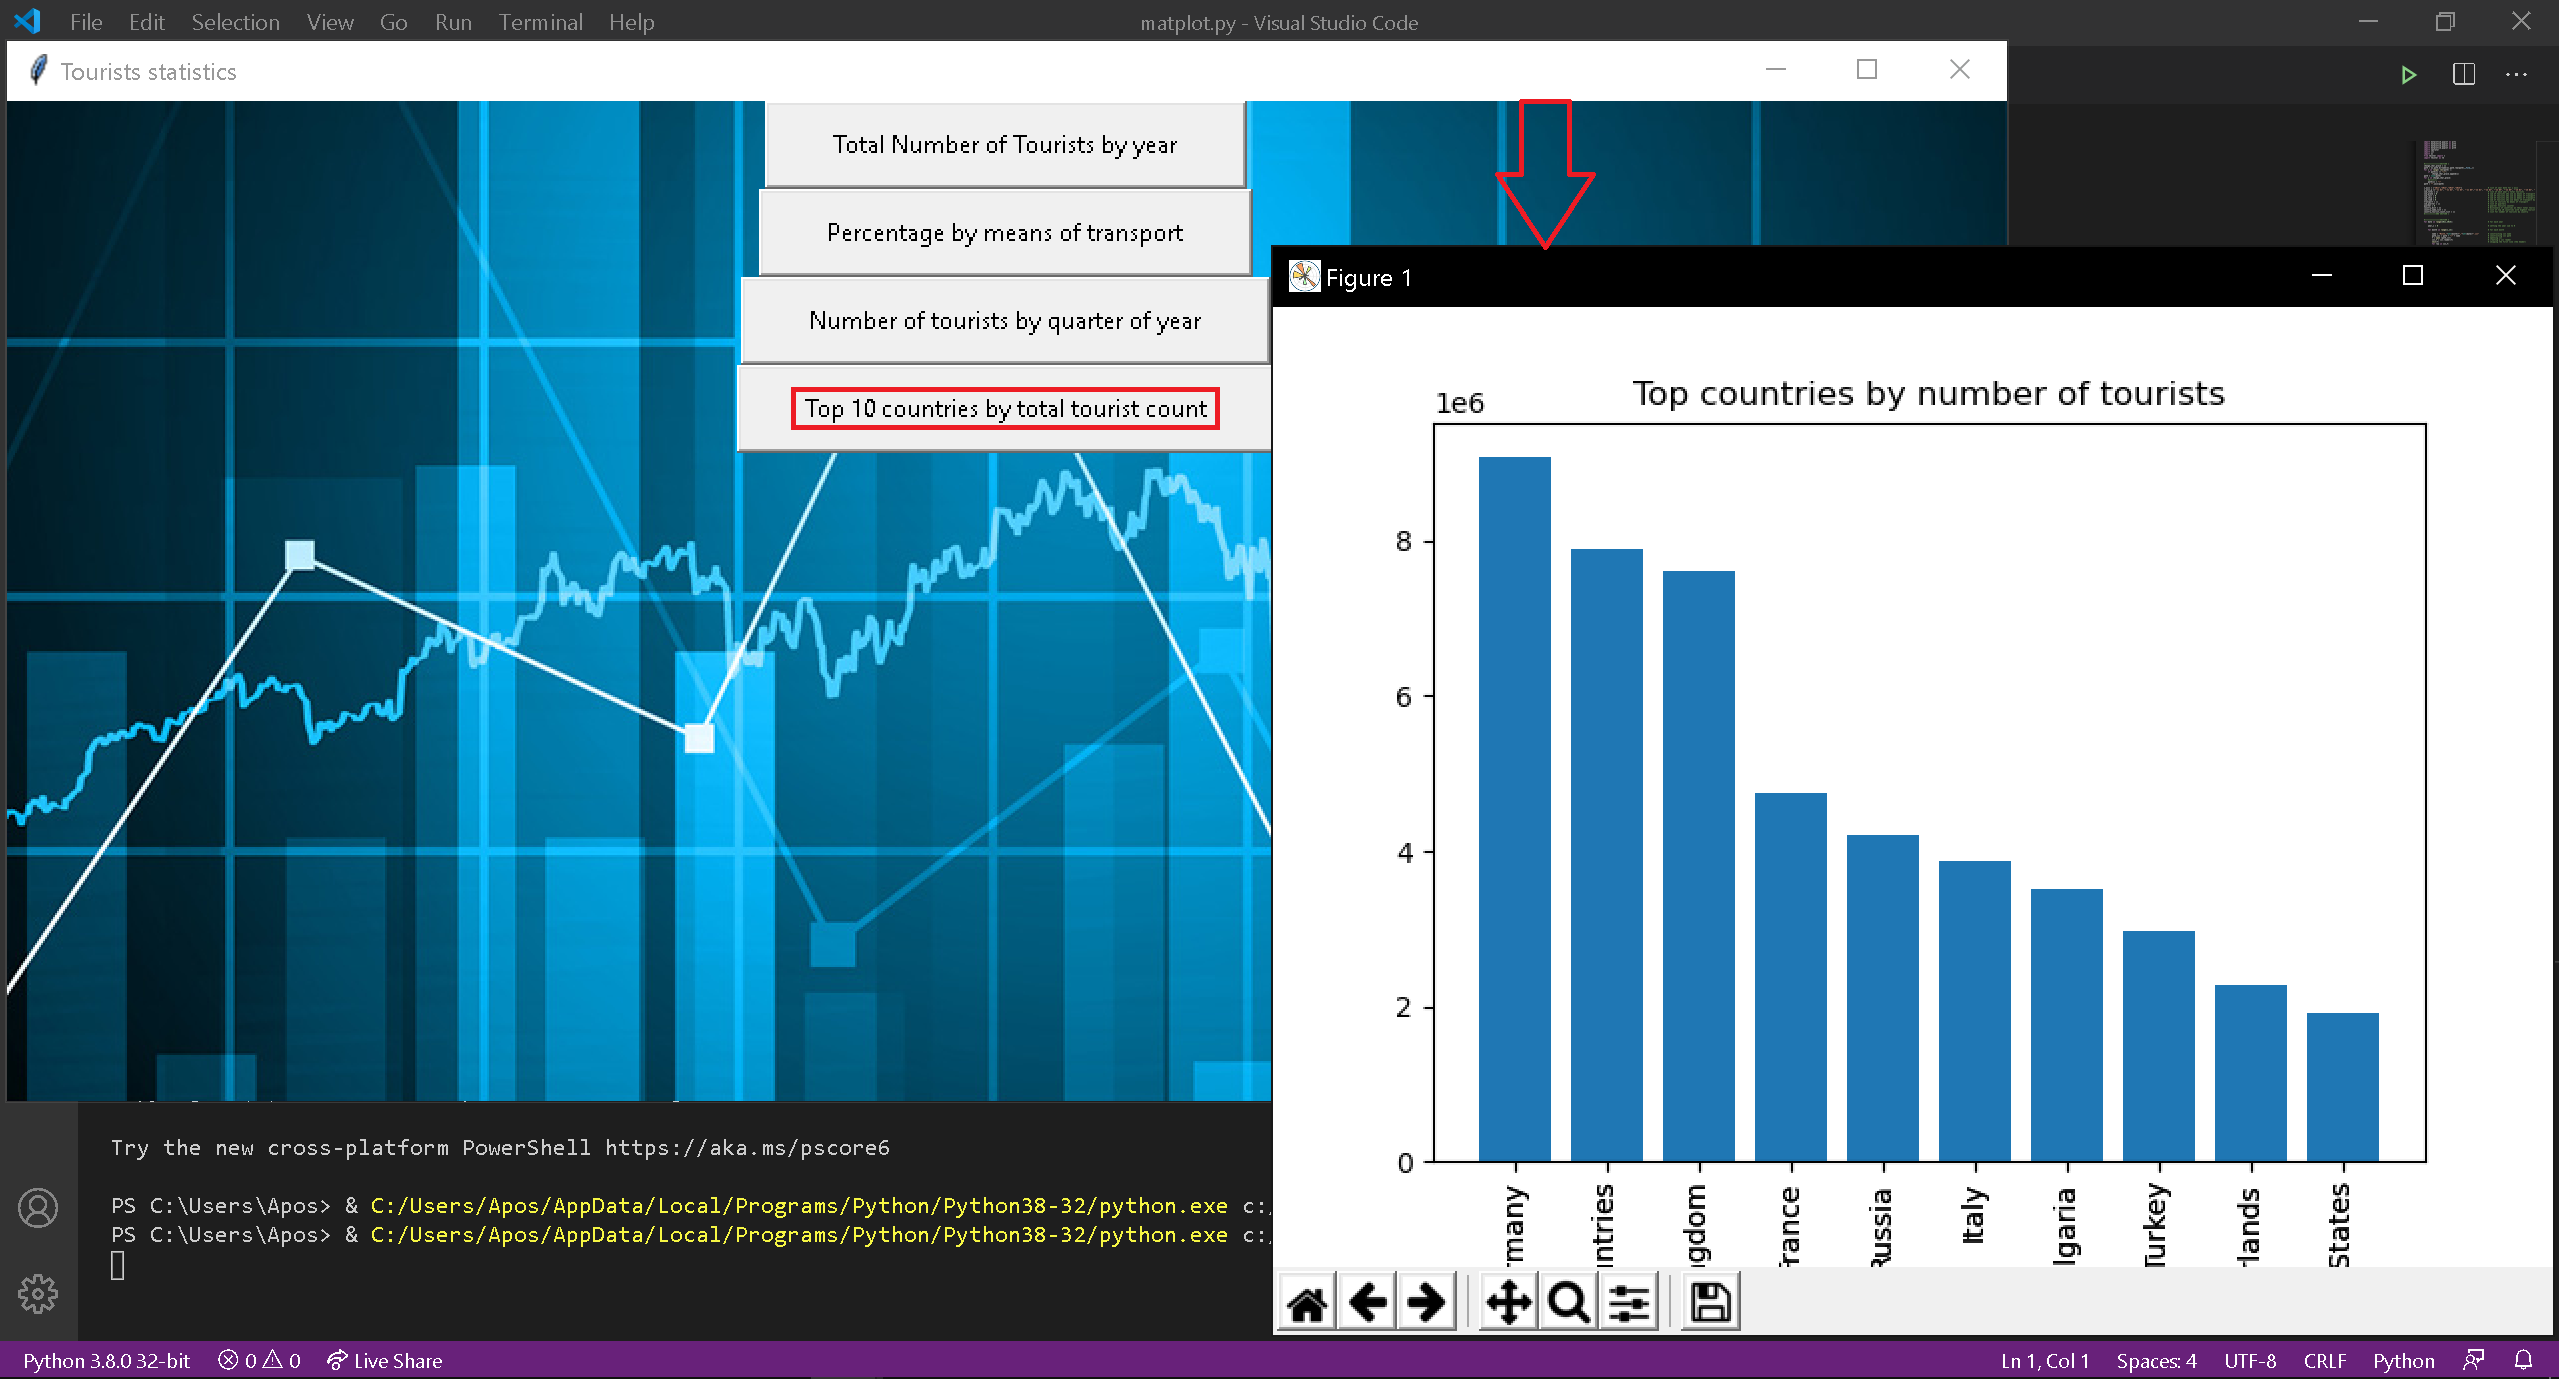 File Edit Selection View Go Run Terminal Help
matplot.py - Visual Studio Code
Tourists statistics
Total Number of Tourists by year
Percentage by means of transport
Number of tourists by quarter of year
Top 10 countries by total tourist count
Figure 1
Top countries by number of tourists
1e6
8
6
4
2
0
rmany
untries
ngdom
rance
Russia
Italy
lgaria
Turkey
rlands
States
Try the new cross-platform PowerShell https://aka.ms/pscore6
PS C:\Users\Apos> & C:/Users/Apos/AppData/Local/Programs/Python/Python38-32/python.exe c:/
PS C:\Users\Apos> & C:/Users/Apos/AppData/Local/Programs/Python/Python38-32/python.exe c:/
Python 3.8.0 32-bit 0 0 Live Share Ln 1, Col 1 Spaces: 4 UTF-8 CRLF Python